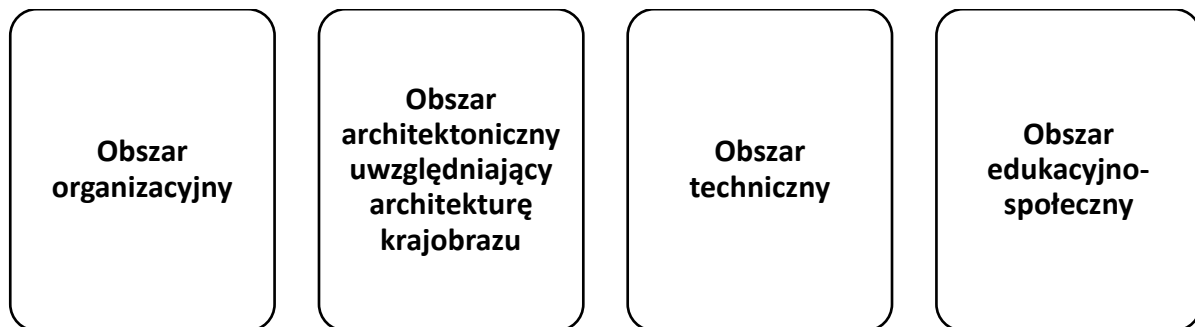 Obszar
organizacyjny
Obszar
architektoniczny
uwzględniający
architekturę
krajobrazu
Obszar
techniczny
Obszar
edukacyjno-
społeczny